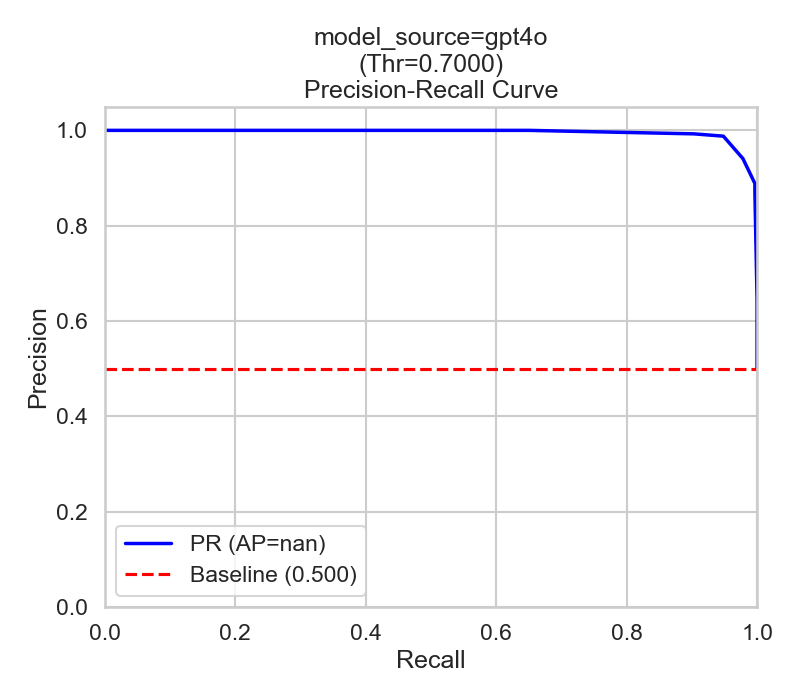 model_source=gpt4o
(Thr=0.7000)
Precision-Recall Curve
1.0
0.8
0.6
0.4
0.2
0.0
Precision
PR (AP=nan)
Baseline (0.500)
0.0 0.2 0.4 0.6 0.8 1.0
Recall